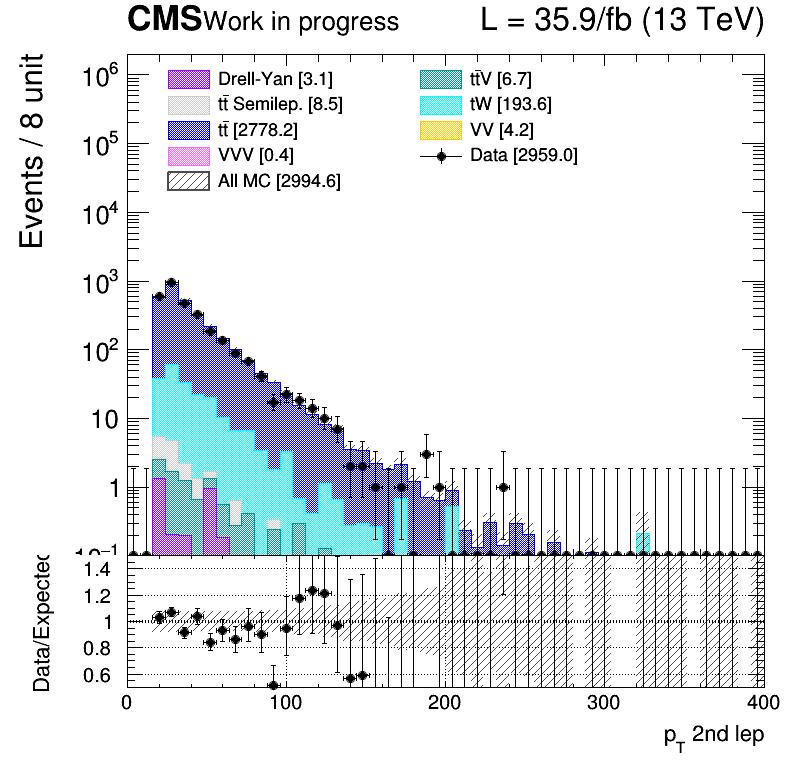 CMS Work in progress L = 35.9/fb (13 TeV)
Events / 8 unit
10⁶
10⁵
10⁴
10³
10²
10
1
10⁻¹
Drell-Yan [3.1]
tt̄ Semilep. [8.5]
tt̄ [2778.2]
VVV [0.4]
All MC [2994.6]
tt̄V [6.7]
tW [193.6]
VV [4.2]
Data [2959.0]
Data/Expected
1.4
1.2
1
0.8
0.6
0 100 200 300 400
p_T 2nd lep